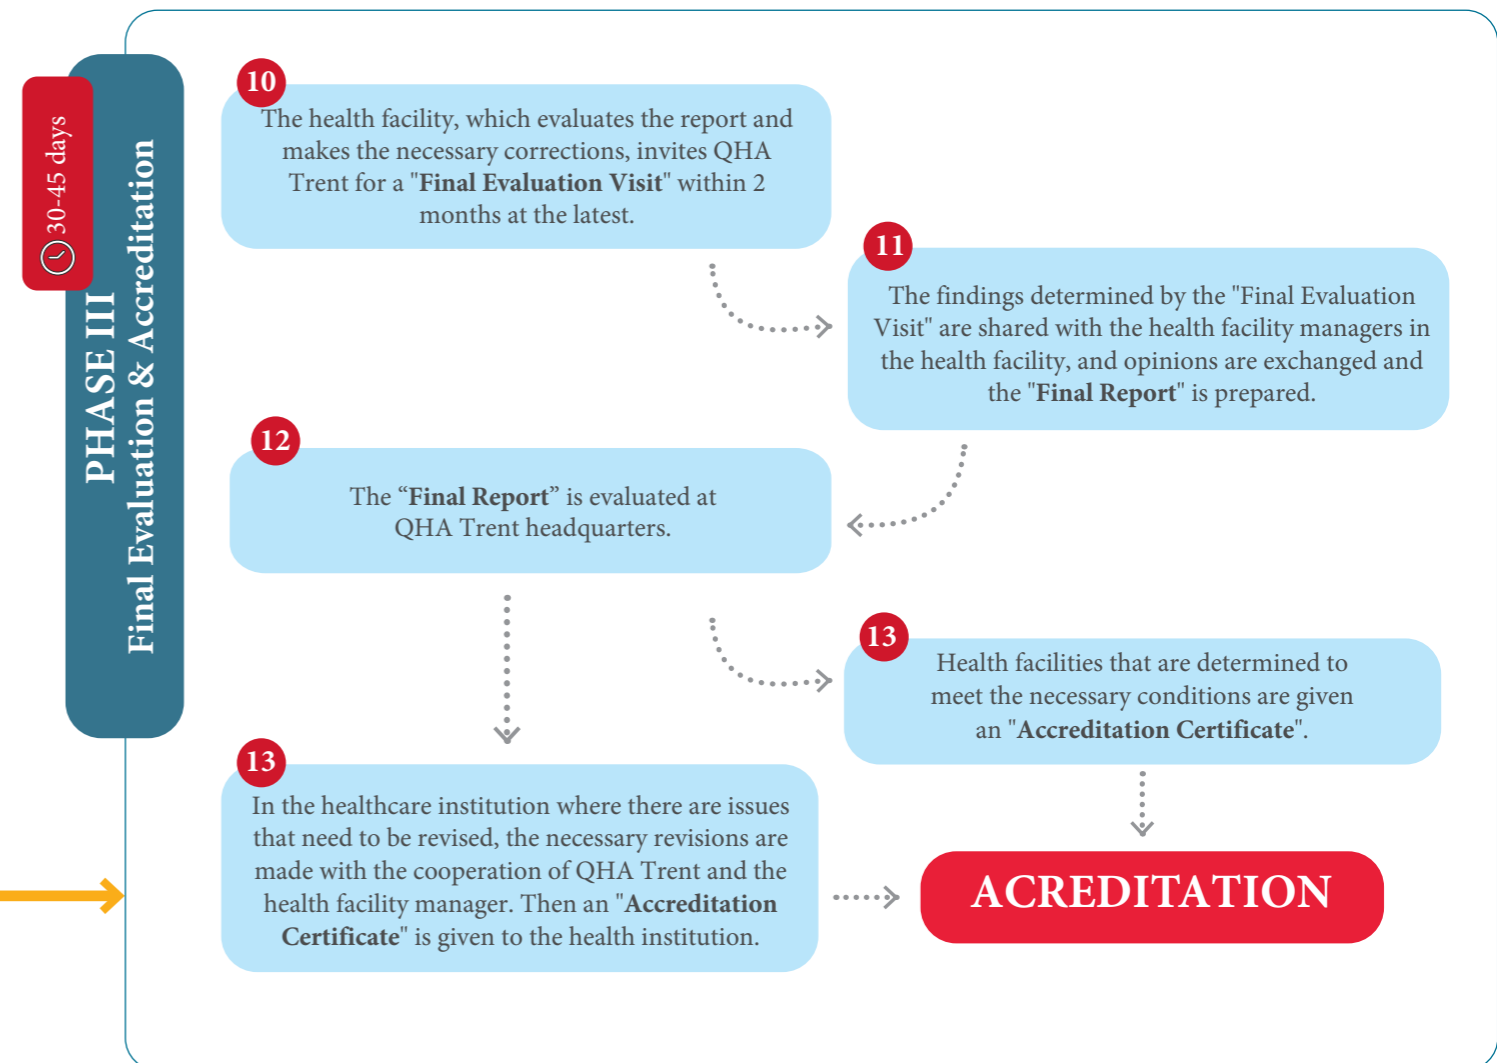 30-45 days
PHASE III
Final Evaluation & Accreditation
10
The health facility, which evaluates the report and
makes the necessary corrections, invites QHA
Trent for a "Final Evaluation Visit" within 2
months at the latest.
11
The findings determined by the "Final Evaluation
Visit" are shared with the health facility managers in
the health facility, and opinions are exchanged and
the "Final Report" is prepared.
12
The “Final Report” is evaluated at
QHA Trent headquarters.
13
Health facilities that are determined to
meet the necessary conditions are given
an "Accreditation Certificate".
13
In the healthcare institution where there are issues
that need to be revised, the necessary revisions are
made with the cooperation of QHA Trent and the
health facility manager. Then an "Accreditation
Certificate" is given to the health institution.
ACREDITATION